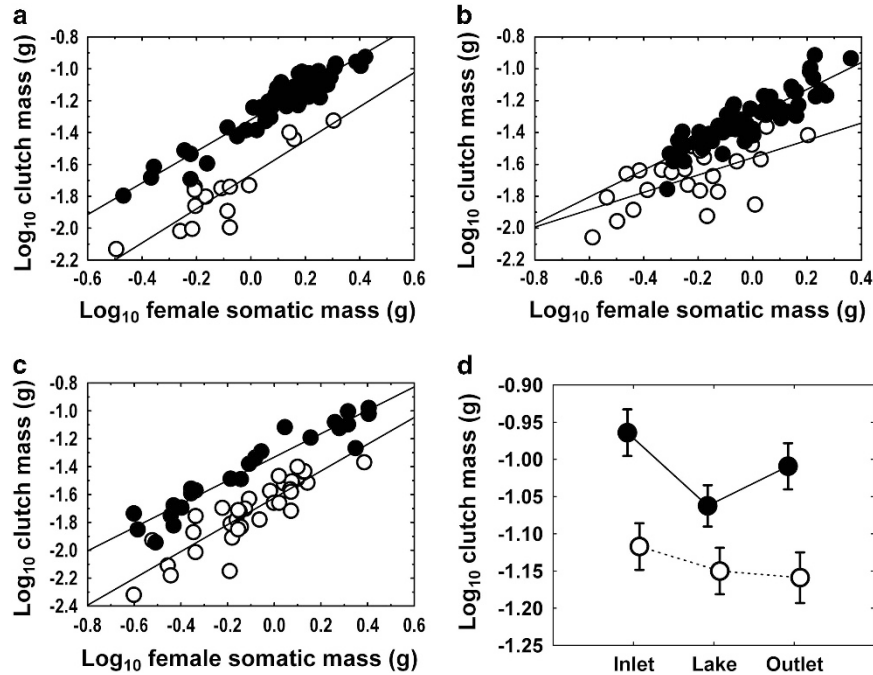 a
-0.8
-1.0
-1.2
-1.4
-1.6
-1.8
-2.0
-2.2
Log10 clutch mass (g)
-0.6 -0.4 -0.2 0.0 0.2 0.4 0.6
Log10 female somatic mass (g)
b
-0.8
-1.0
-1.2
-1.4
-1.6
-1.8
-2.0
-2.2
Log10 clutch mass (g)
-0.8 -0.6 -0.4 -0.2 0.0 0.2 0.4
Log10 female somatic mass (g)
c
-0.8
-1.0
-1.2
-1.4
-1.6
-1.8
-2.0
-2.2
-2.4
Log10 clutch mass (g)
-0.8 -0.6 -0.4 -0.2 0.0 0.2 0.4 0.6
Log10 female somatic mass (g)
d
-0.90
-0.95
-1.00
-1.05
-1.10
-1.15
-1.20
-1.25
Log10 clutch mass (g)
Inlet Lake Outlet